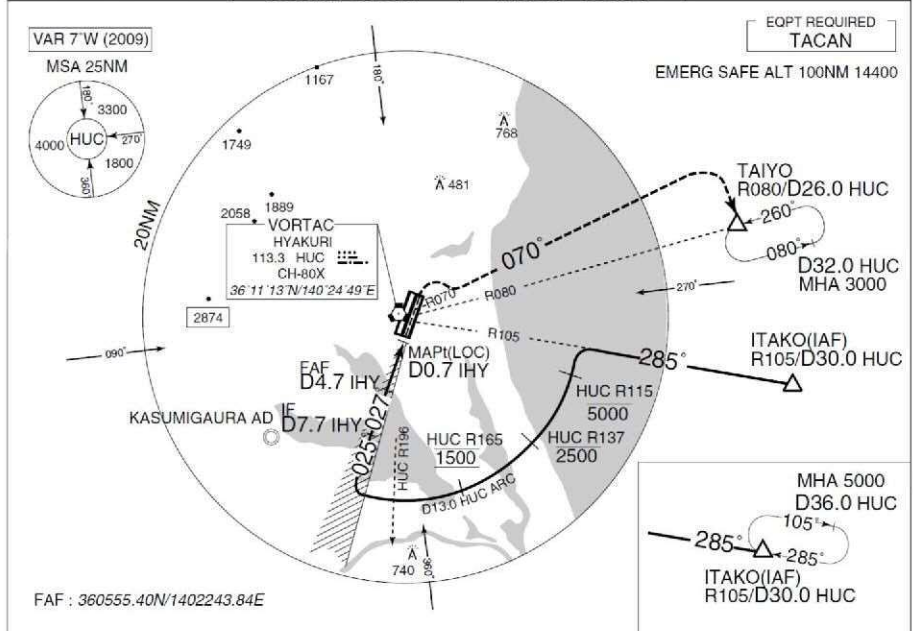 VAR 7°W (2009)
MSA 25NM
180°
3300
4000
HUC
270°
1800
360°
EQPT REQUIRED
TACAN
EMERG SAFE ALT 100NM 14400
1167
180°
768
1749
481
20NM
1889
2058
VORTAC
HYAKURI
113.3 HUC
CH-80X
36°11´13″N/140°24´49″E
2874
TAIYO
R080/D26.0 HUC
260°
080°
D32.0 HUC
MHA 3000
070°
R070
R080
270°
R105
ITAKO(IAF)
R105/D30.0 HUC
285°
090°
MAPt(LOC)
D0.7 IHY
FAF
D4.7 IHY
HUC R115
5000
KASUMIGAURA AD
IF
D7.7 IHY
025°
027°
HUC R196
HUC R165
1500
HUC R137
2500
D13.0 HUC ARC
740
360°
MHA 5000
D36.0 HUC
105°
285°
285°
ITAKO(IAF)
R105/D30.0 HUC
FAF : 360555.40N/1402243.84E